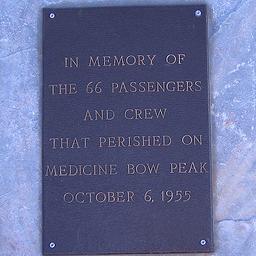 IN MEMORY OF
THE 66 PASSENGERS
AND CREW
THAT PERISHED ON
MEDICINE BOW PEAK
OCTOBER 6, 1955